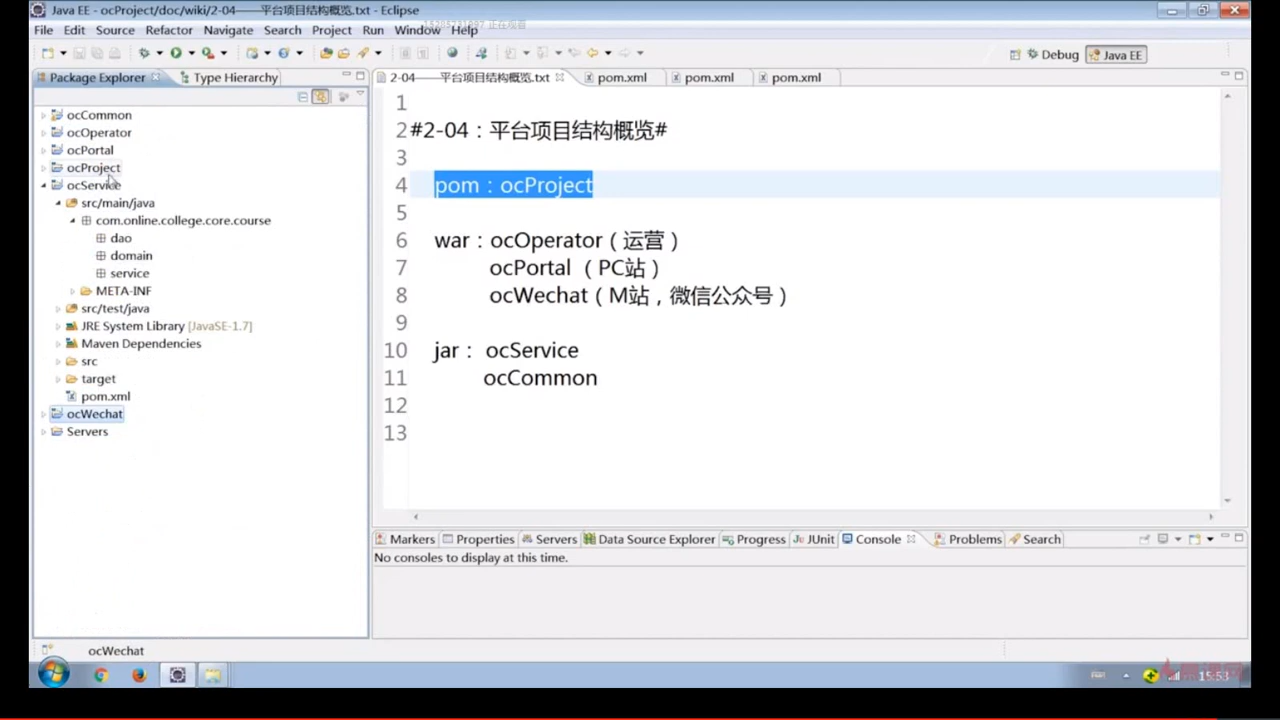 Java EE - ocProject/doc/wiki/2-04——平台项目结构概览.txt - Eclipse
File Edit Source Refactor Navigate Search Project Run Window Help
正在观看
Debug Java EE
Package Explorer Type Hierarchy
2-04——平台项目结构概览.txt pom.xml pom.xml pom.xml
ocCommon
ocOperator
ocPortal
ocProject
ocService
src/main/java
com.online.college.core.course
dao
domain
service
META-INF
src/test/java
JRE System Library [JavaSE-1.7]
Maven Dependencies
src
target
pom.xml
ocWechat
Servers
1
2 #2-04：平台项目结构概览#
3
4 pom：ocProject
5
6 war：ocOperator（运营）
7 ocPortal （PC站）
8 ocWechat（M站，微信公众号）
9
10 jar： ocService
11 ocCommon
12
13
Markers Properties Servers Data Source Explorer Progress JUnit Console Problems Search
No consoles to display at this time.
ocWechat
15:53